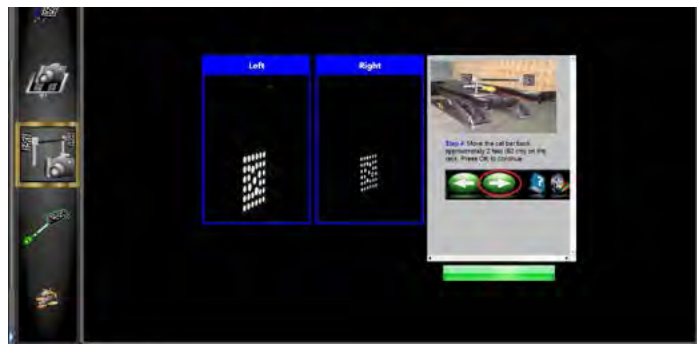 Left
Right
Step 4: Move the cal bar back
approximately 2 feet (60 cm) on the
rack. Press OK to continue.